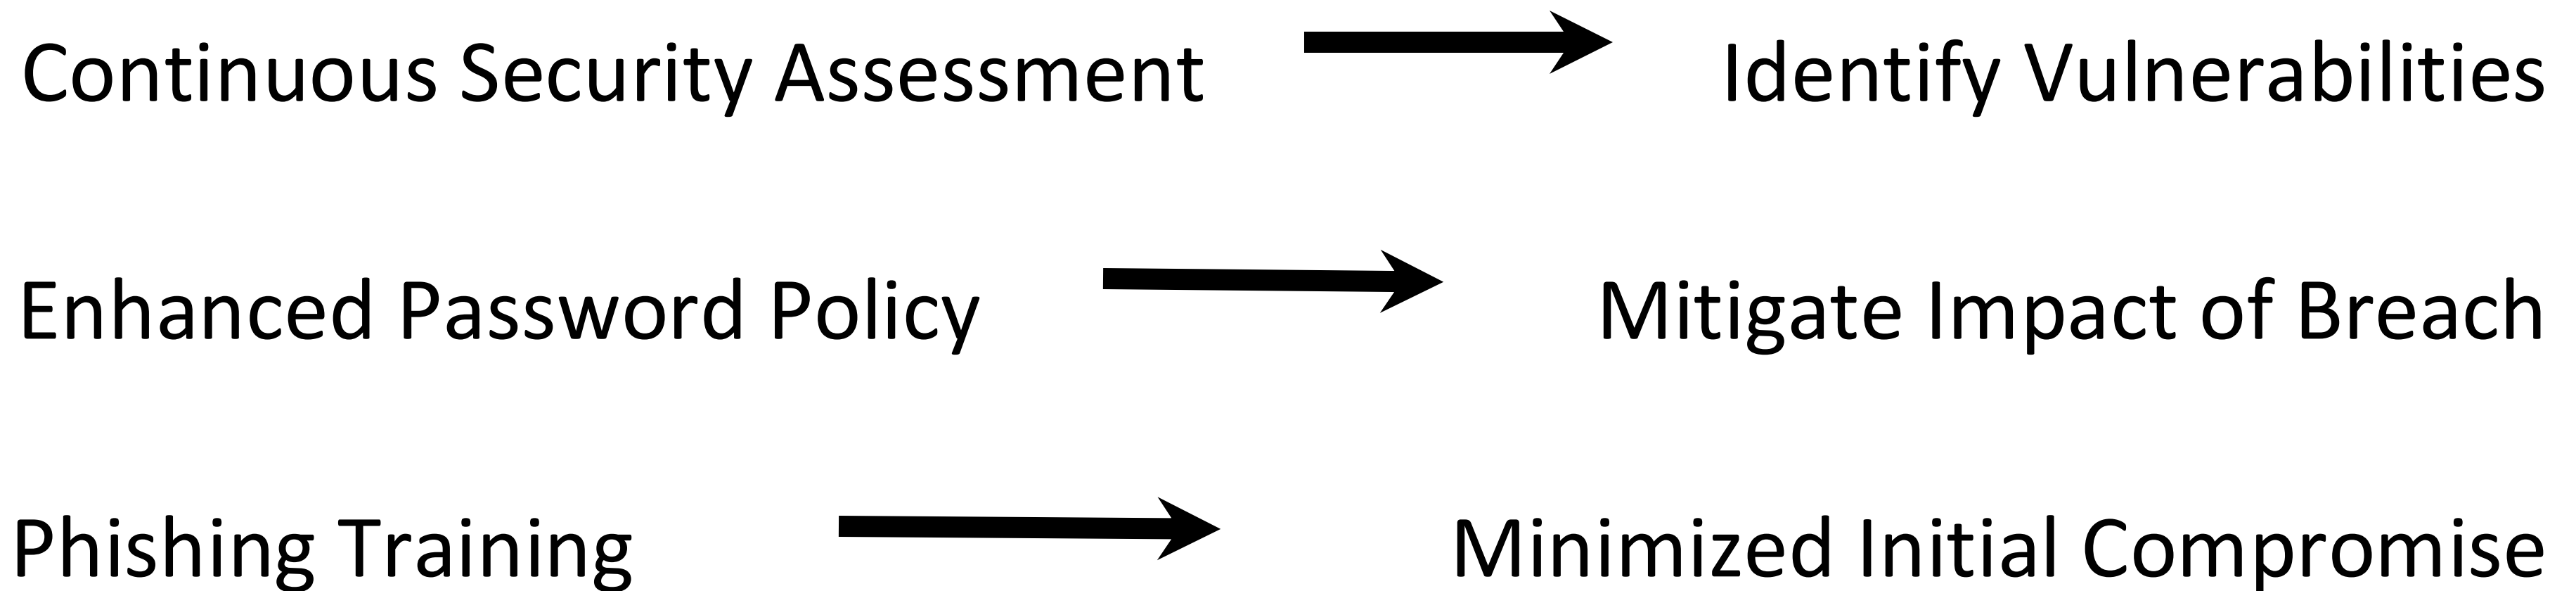 Continuous Security Assessment Identify Vulnerabilities
Enhanced Password Policy Mitigate Impact of Breach
Phishing Training Minimized Initial Compromise